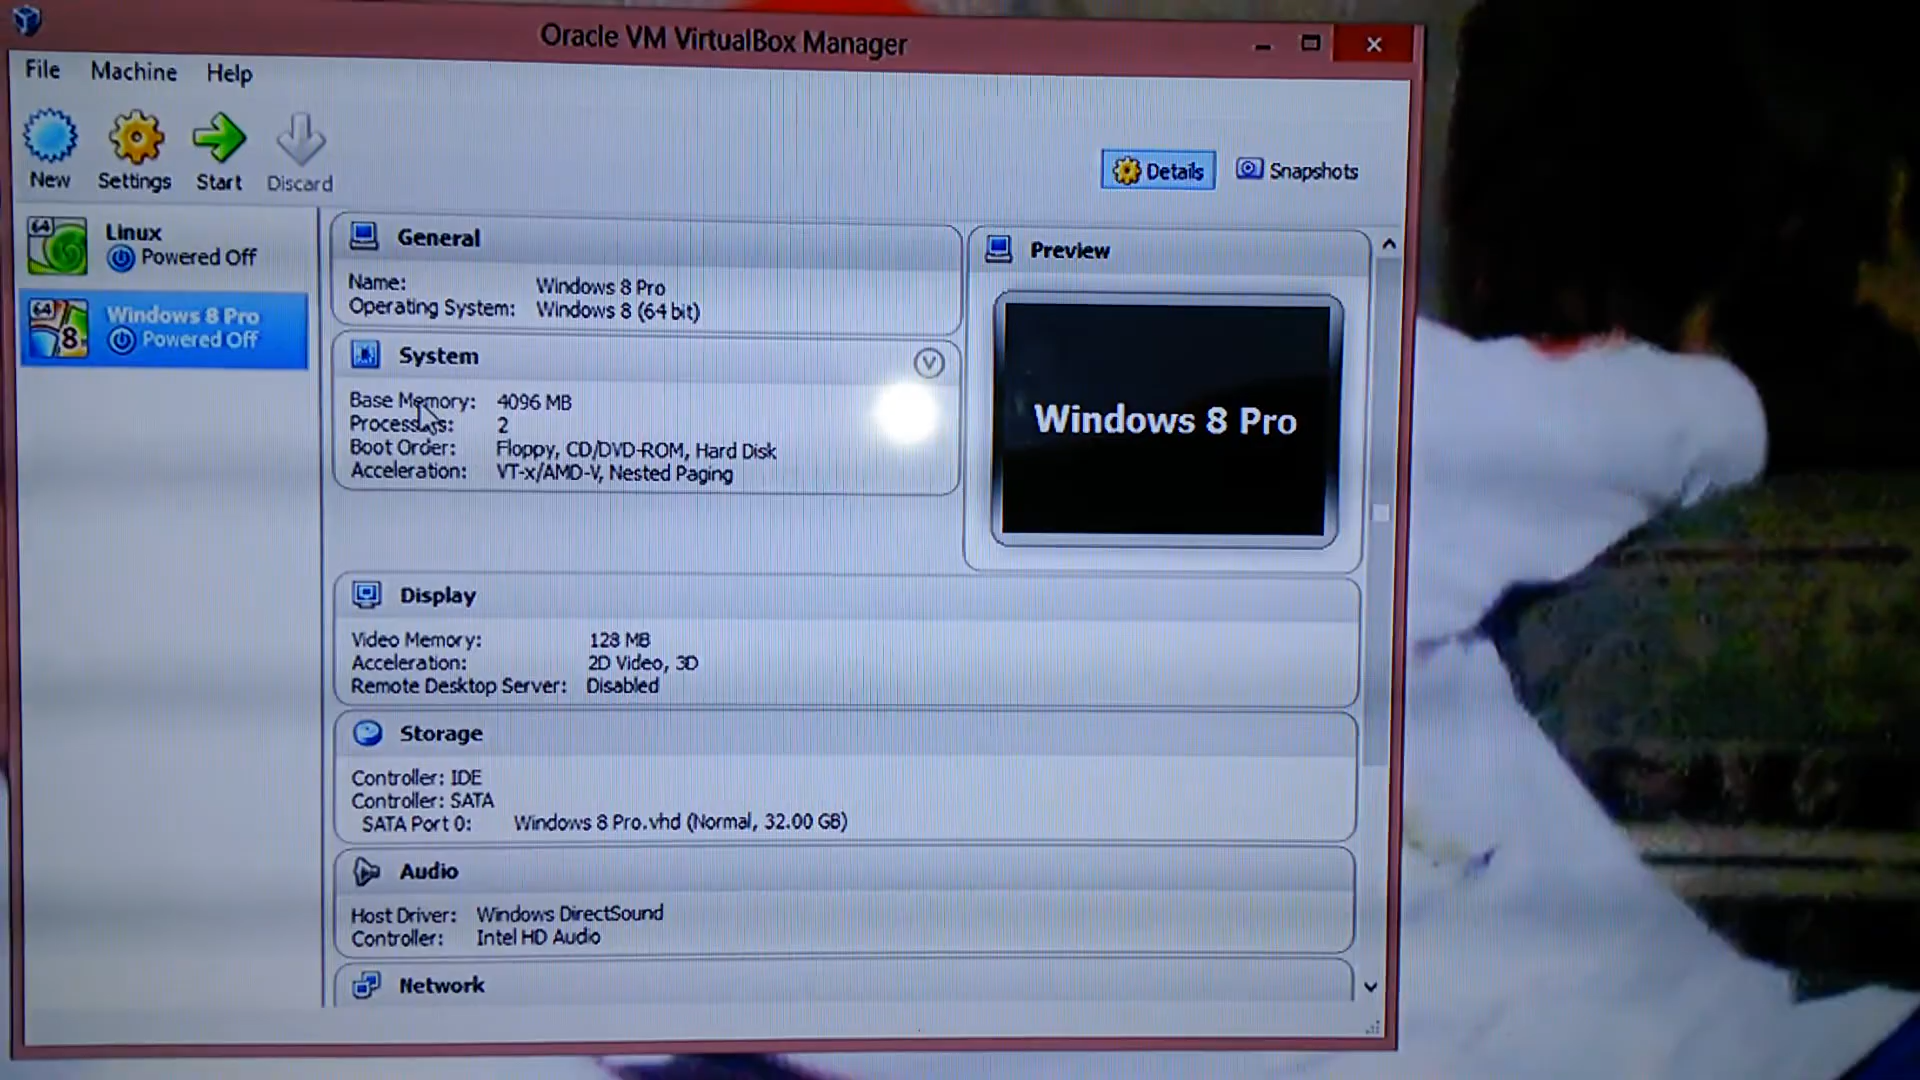 Oracle VM VirtualBox Manager
File Machine Help
New Settings Start Discard
Details Snapshots
64 Linux
Powered Off
64 8 Windows 8 Pro
Powered Off
General
Name: Windows 8 Pro
Operating System: Windows 8 (64 bit)
System
Base Memory: 4096 MB
Processors: 2
Boot Order: Floppy, CD/DVD-ROM, Hard Disk
Acceleration: VT-x/AMD-V, Nested Paging
Preview
Windows 8 Pro
Display
Video Memory: 128 MB
Acceleration: 2D Video, 3D
Remote Desktop Server: Disabled
Storage
Controller: IDE
Controller: SATA
SATA Port 0: Windows 8 Pro.vhd (Normal, 32.00 GB)
Audio
Host Driver: Windows DirectSound
Controller: Intel HD Audio
Network